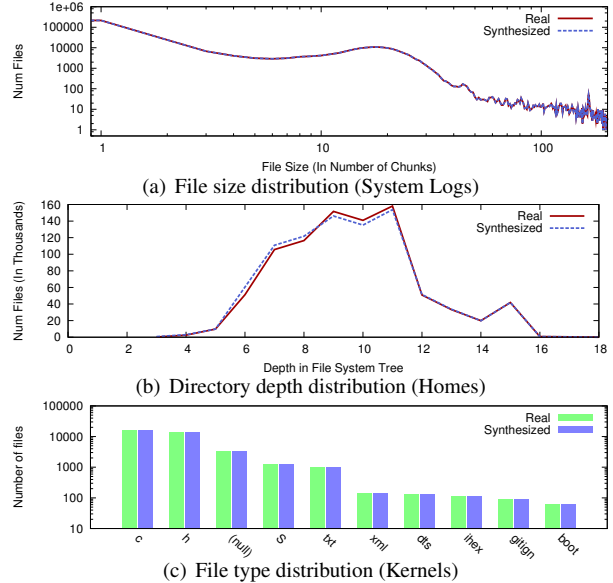 1e+06
100000
10000
1000
100
10
1
Num Files
Real
Synthesized
1
10
100
File Size (In Number of Chunks)
(a) File size distribution (System Logs)
160
140
120
100
80
60
40
20
0
Num Files (In Thousands)
Real
Synthesized
0 2 4 6 8 10 12 14 16 18
Depth in File System Tree
(b) Directory depth distribution (Homes)
100000
10000
1000
100
10
Number of files
Real
Synthesized
c h (null) S txt xml dts ihex gitign boot
(c) File type distribution (Kernels)